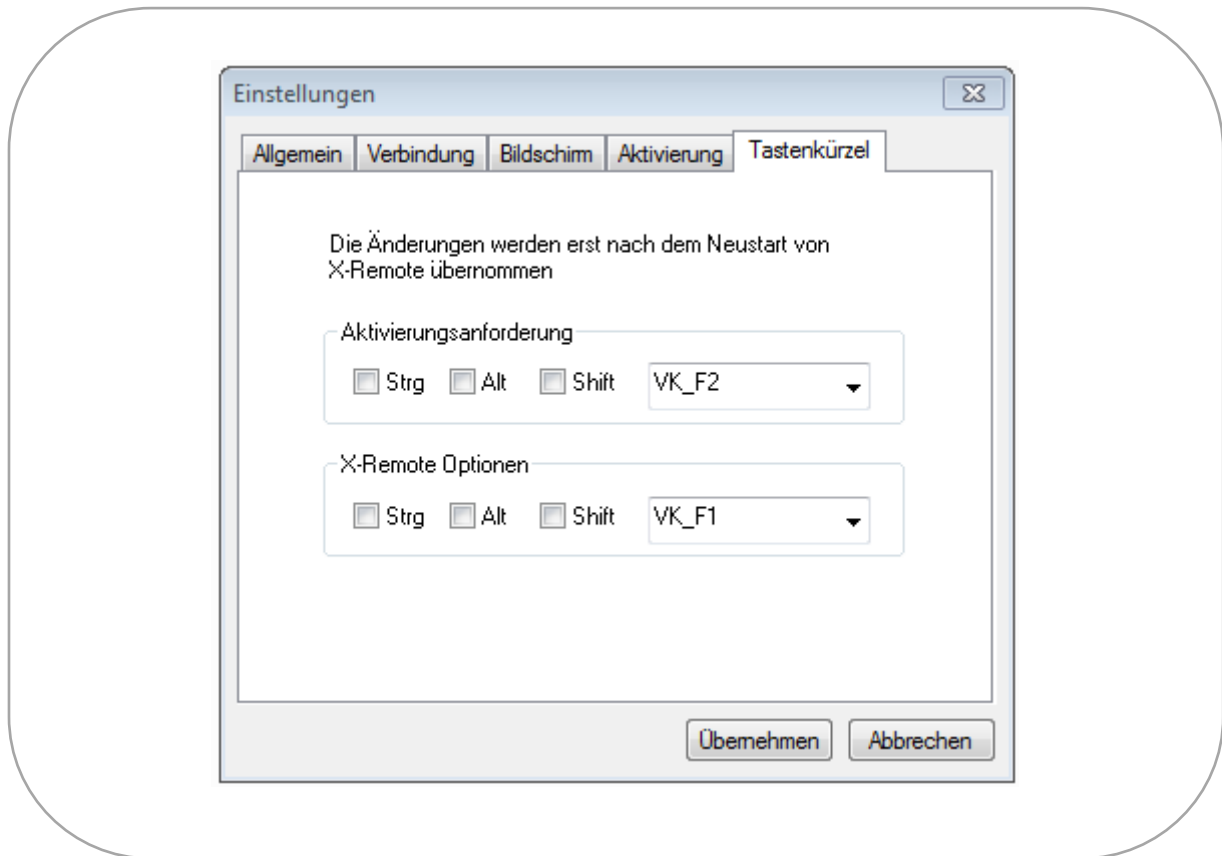 Einstellungen
Allgemein Verbindung Bildschirm Aktivierung Tastenkürzel
Die Änderungen werden erst nach dem Neustart von
X-Remote übernommen
Aktivierungsanforderung
Strg Alt Shift VK_F2
X-Remote Optionen
Strg Alt Shift VK_F1
Übernehmen Abbrechen